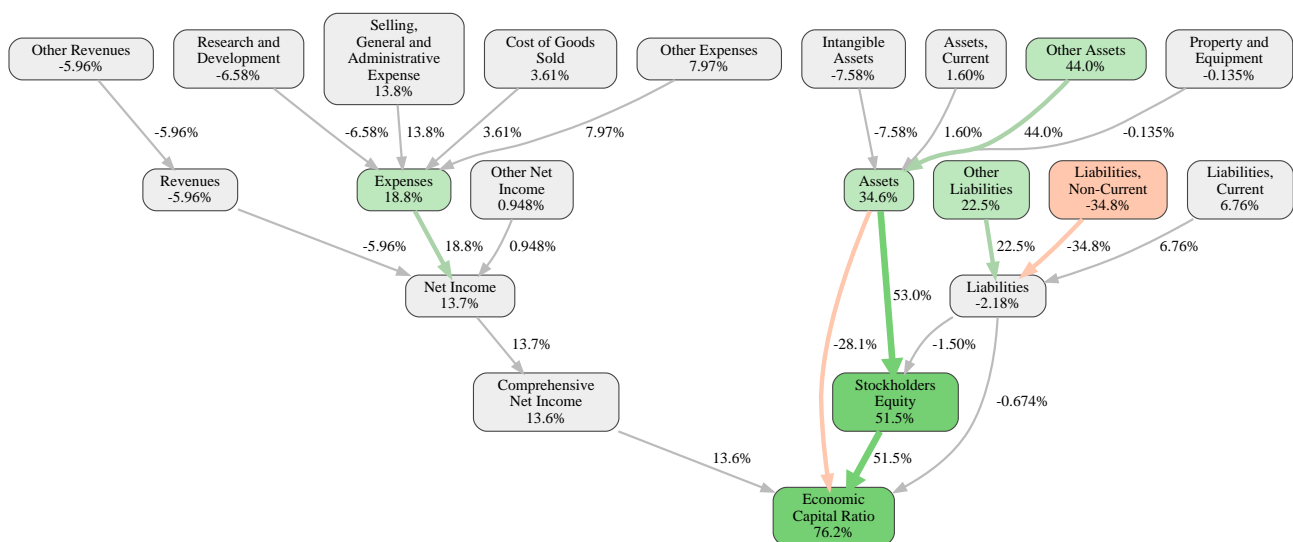 Other Revenues
-5.96%
Research and
Development
-6.58%
Selling,
General and
Administrative
Expense
13.8%
Cost of Goods
Sold
3.61%
Other Expenses
7.97%
Intangible
Assets
-7.58%
Assets,
Current
1.60%
Other Assets
44.0%
Property and
Equipment
-0.135%
-5.96%
-6.58%
13.8%
3.61%
7.97%
-7.58%
1.60%
44.0%
-0.135%
Revenues
-5.96%
Expenses
18.8%
Other Net
Income
0.948%
Assets
34.6%
Other
Liabilities
22.5%
Liabilities,
Non-Current
-34.8%
Liabilities,
Current
6.76%
-5.96%
18.8%
0.948%
22.5%
-34.8%
6.76%
Net Income
13.7%
53.0%
Liabilities
-2.18%
13.7%
-28.1%
-1.50%
Comprehensive
Net Income
13.6%
Stockholders
Equity
51.5%
-0.674%
13.6%
51.5%
Economic
Capital Ratio
76.2%